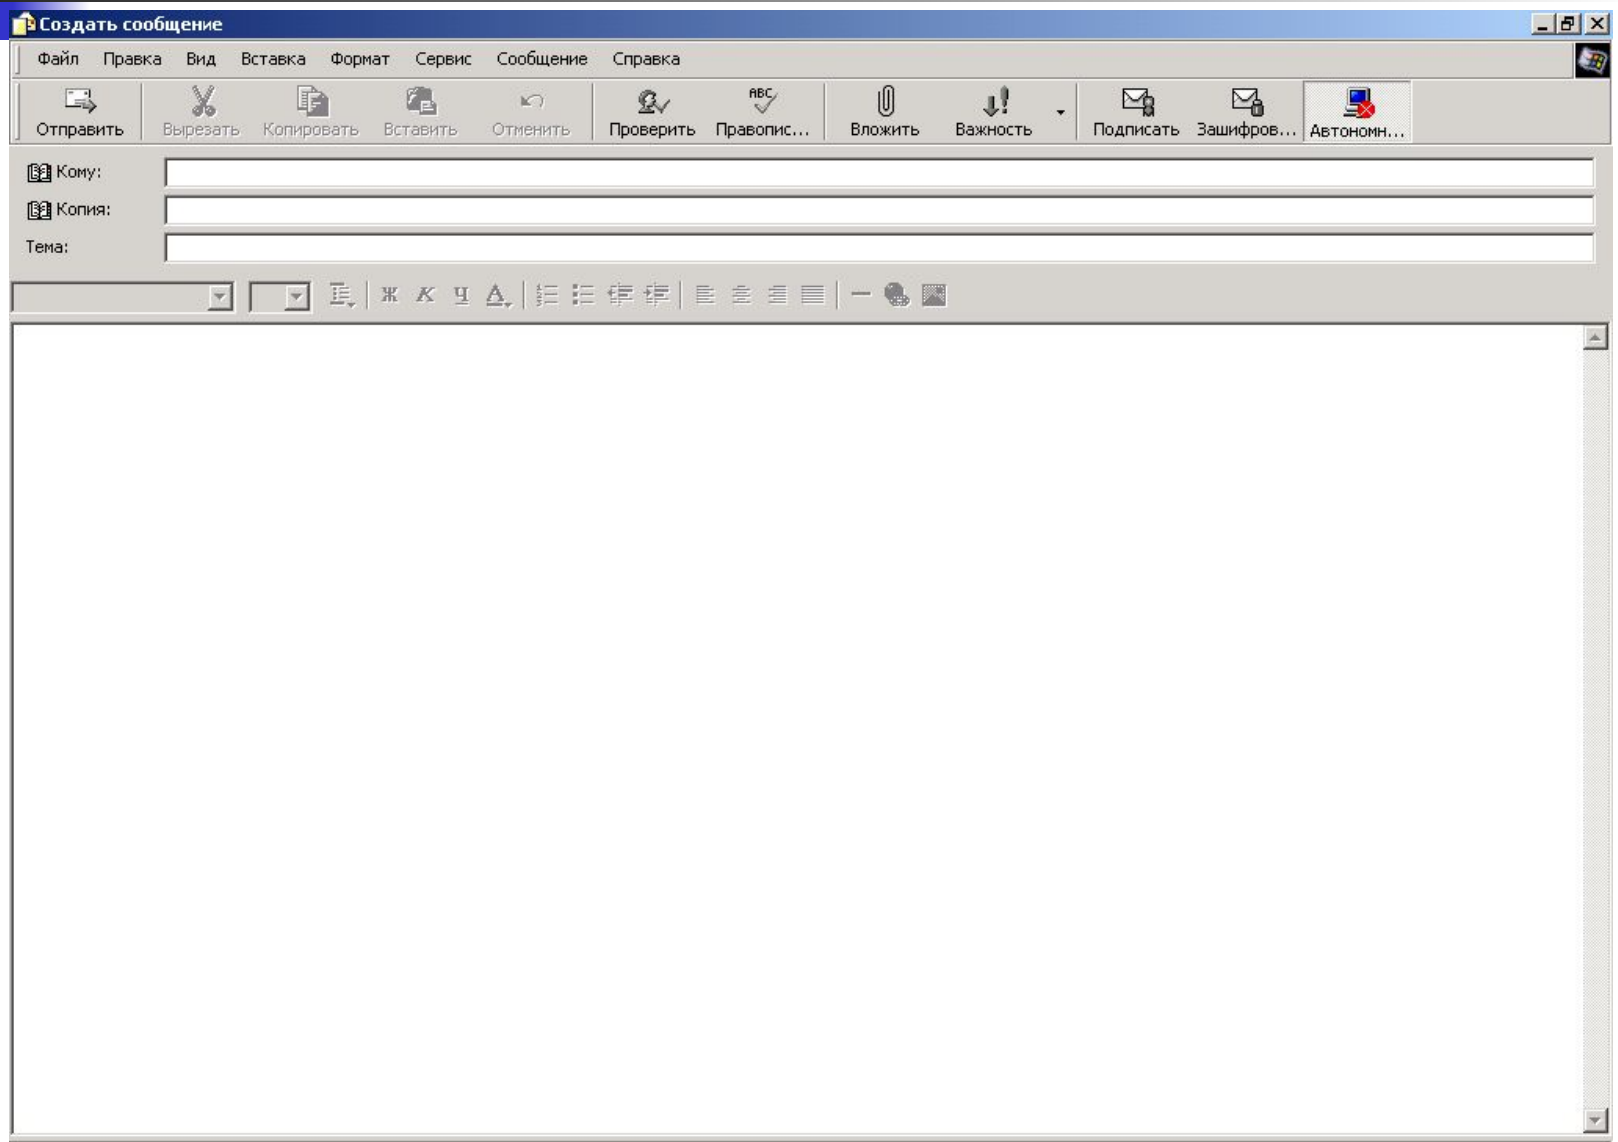 Создать сообщение
Файл Правка Вид Вставка Формат Сервис Сообщение Справка
ABC
Отправить Вырезать Копировать Вставить Отменить Проверить Правопис... Вложить Важность Подписать Зашифров... Автономн...
Кому:
Копия:
Тема:
Ж К Ч А